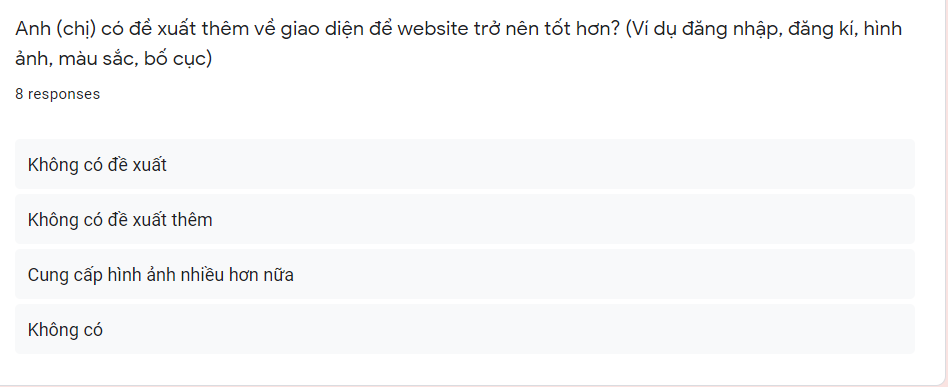 Anh (chị) có đề xuất thêm về giao diện để website trở nên tốt hơn? (Ví dụ đăng nhập, đăng kí, hình
ảnh, màu sắc, bố cục)
8 responses
Không có đề xuất
Không có đề xuất thêm
Cung cấp hình ảnh nhiều hơn nữa
Không có